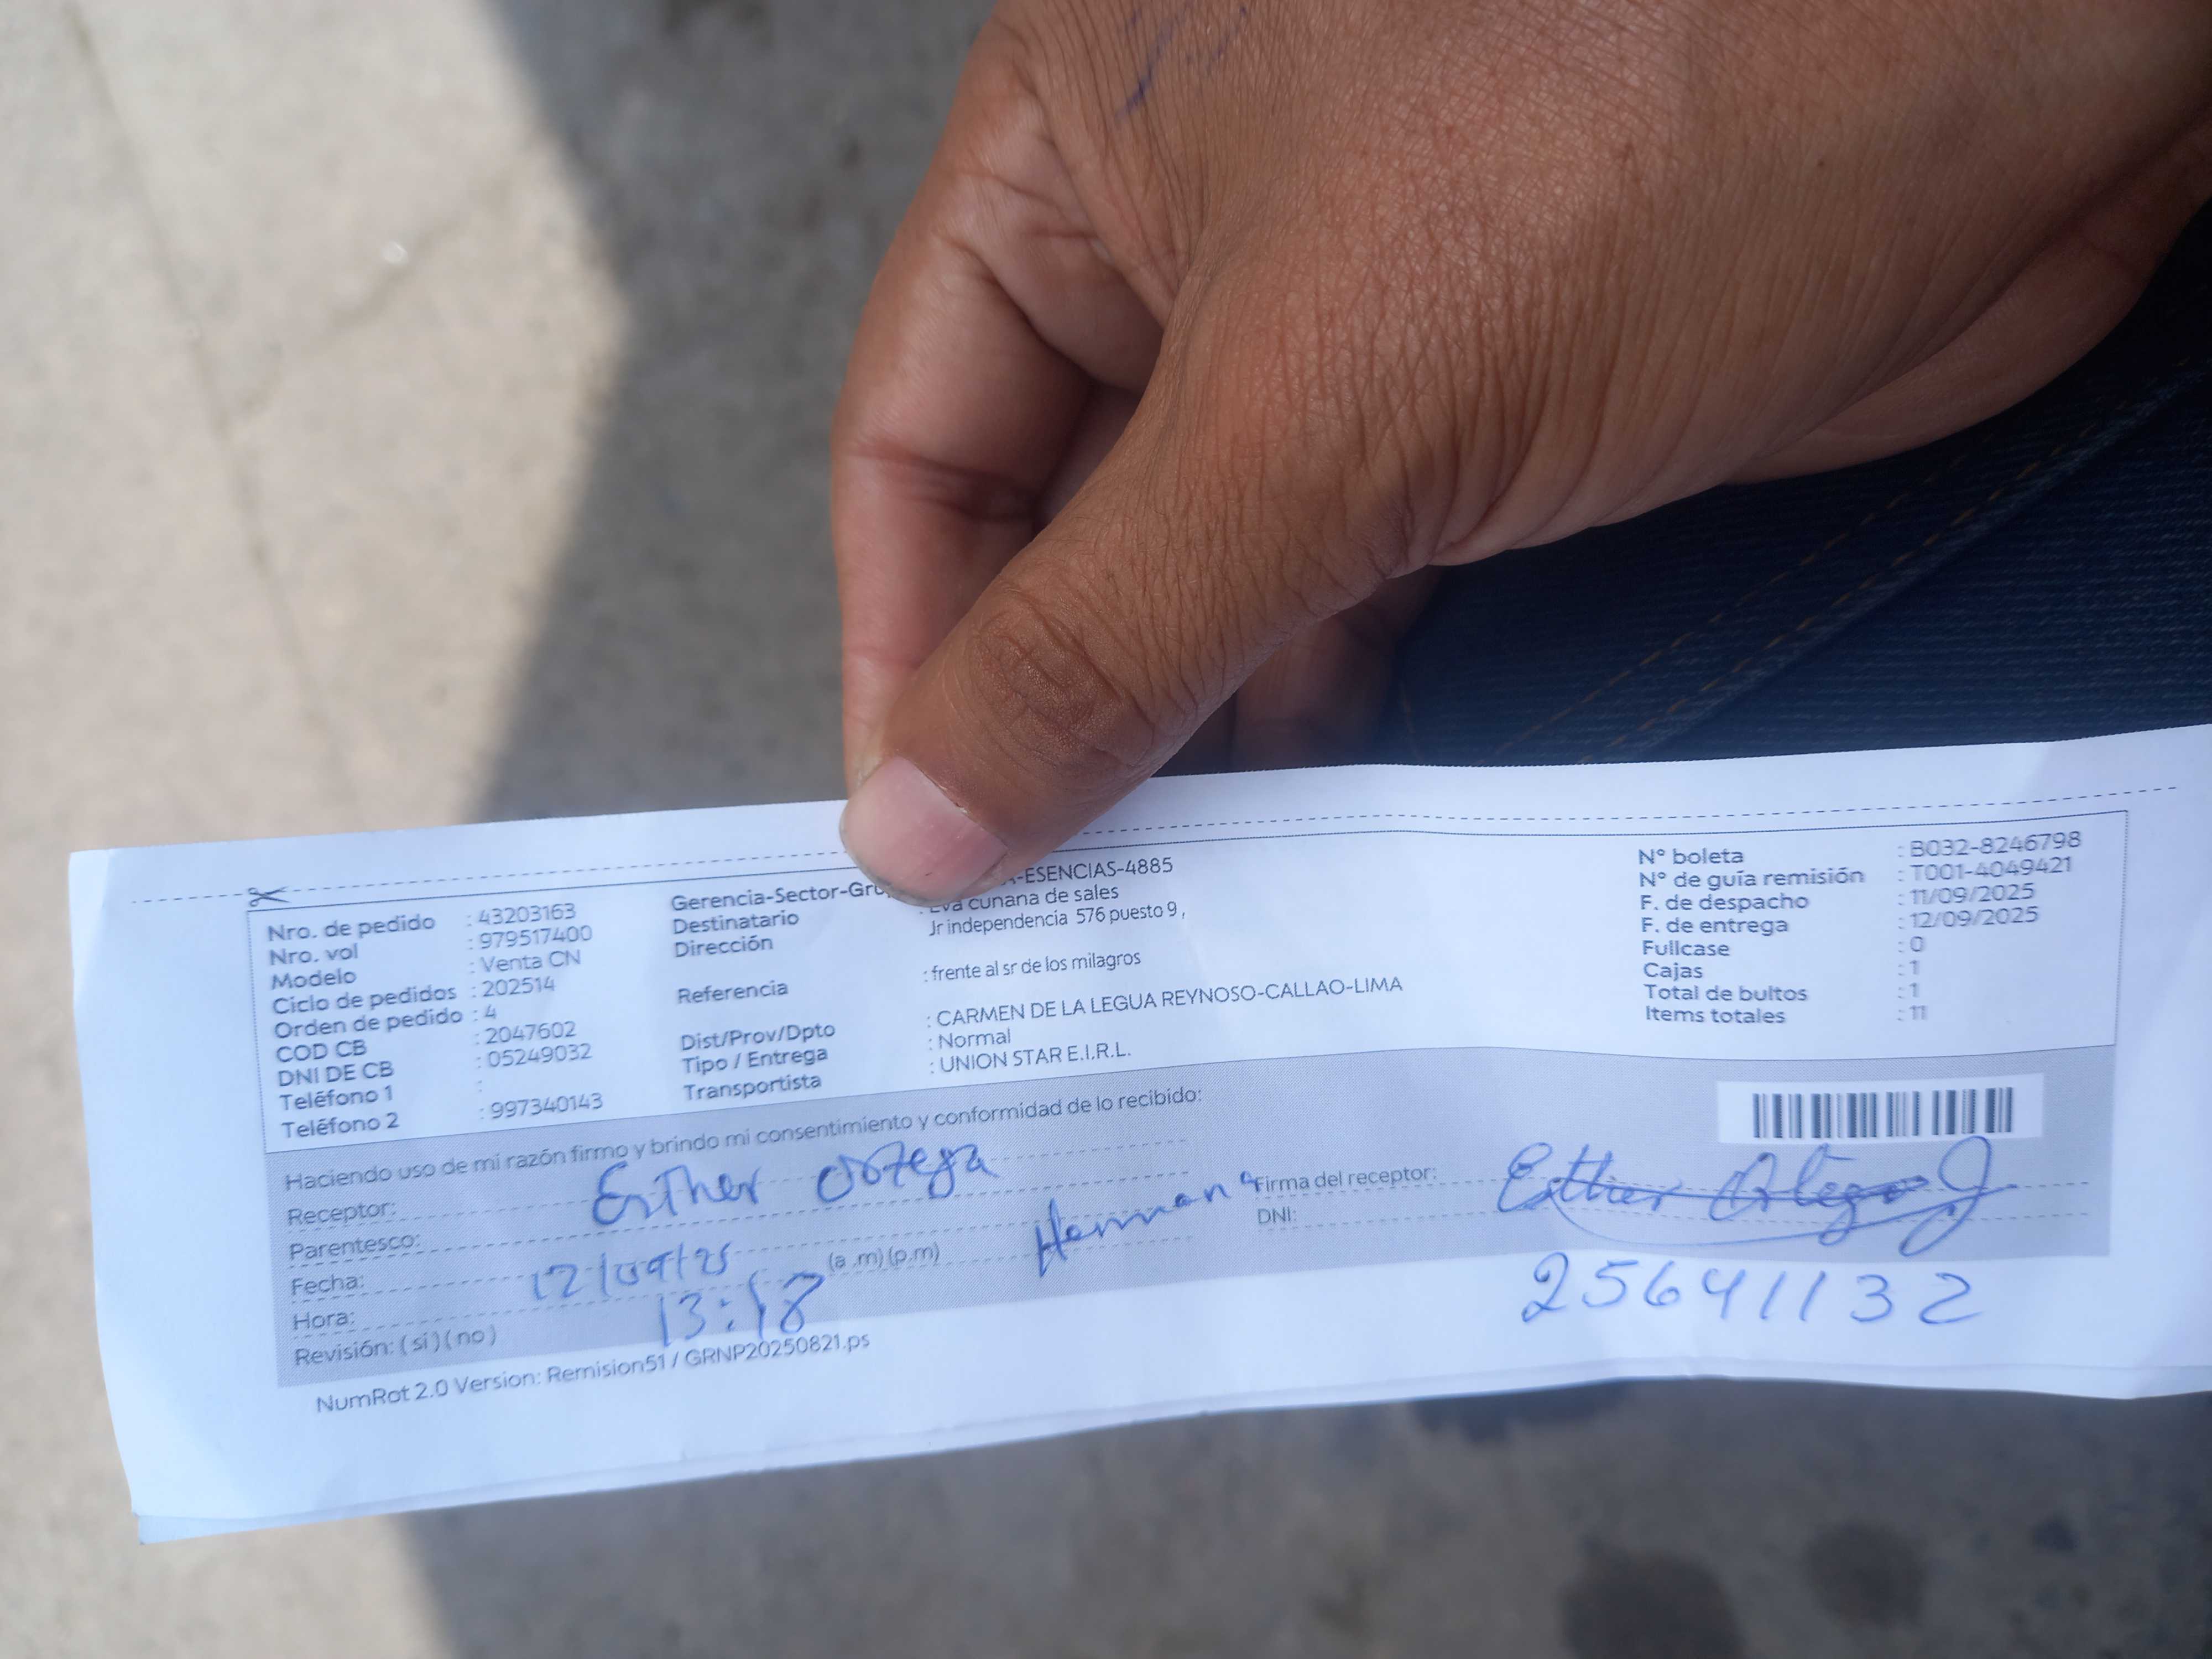 Nro. de pedido : 43203163
Nro. vol : 979517400
Modelo : Venta CN
Ciclo de pedidos : 202514
Orden de pedido : 4
COD CB : 2047602
DNI DE CB : 05249032
Teléfono 1 :
Teléfono 2 : 997340143
Gerencia-Sector-Gru -ESENCIAS-4885
Destinatario : Eva cunana de sales
Dirección Jr independencia 576 puesto 9 ,
Referencia : frente al sr de los milagros
Dist/Prov/Dpto : CARMEN DE LA LEGUA REYNOSO-CALLAO-LIMA
Tipo / Entrega : Normal
Transportista : UNION STAR E.I.R.L.
N° boleta : B032-8246798
N° de guía remisión : T001-4049421
F. de despacho : 11/09/2025
F. de entrega : 12/09/2025
Fullcase : 0
Cajas : 1
Total de bultos : 1
Items totales : 11
Haciendo uso de mi razón firmo y brindo mi consentimiento y conformidad de lo recibido:
Receptor: Esther Ortega
Parentesco: Hermana
Fecha: 12/09/25
Hora: 13:18 (a .m) (p.m)
Revisión: ( si ) ( no )
Firma del receptor: Esther Ortega J
DNI: 25641132
NumRot 2.0 Version: Remision51 / GRNP20250821.ps